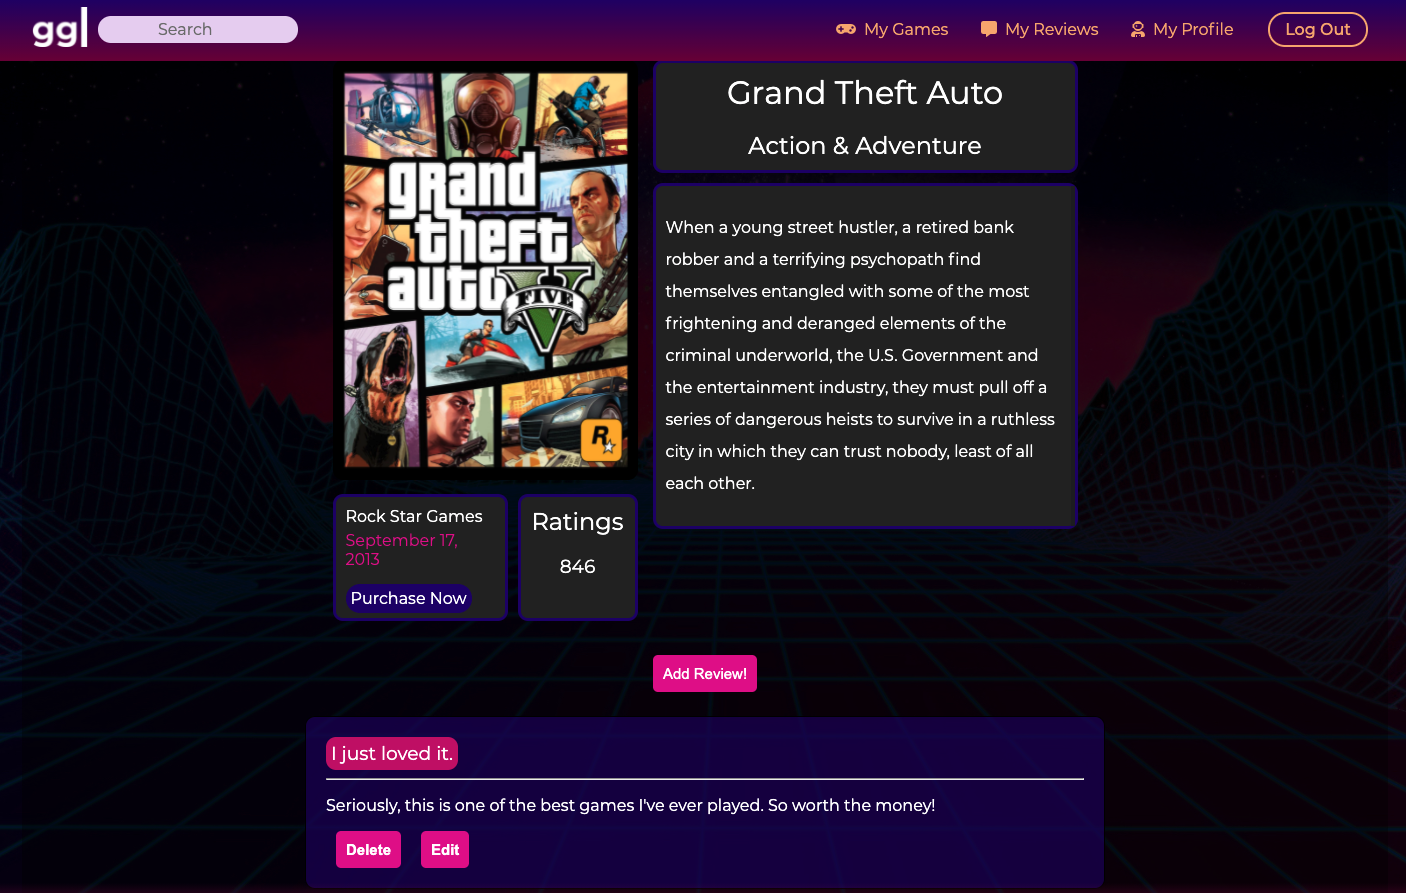 ggl
Search
My Games
My Reviews
My Profile
Log Out
grand
theft
auto
V
FIVE
R
Grand Theft Auto
Action & Adventure
When a young street hustler, a retired bank
robber and a terrifying psychopath find
themselves entangled with some of the most
frightening and deranged elements of the
criminal underworld, the U.S. Government and
the entertainment industry, they must pull off a
series of dangerous heists to survive in a ruthless
city in which they can trust nobody, least of all
each other.
Rock Star Games
September 17,
2013
Purchase Now
Ratings
846
Add Review!
I just loved it.
Seriously, this is one of the best games I've ever played. So worth the money!
Delete
Edit